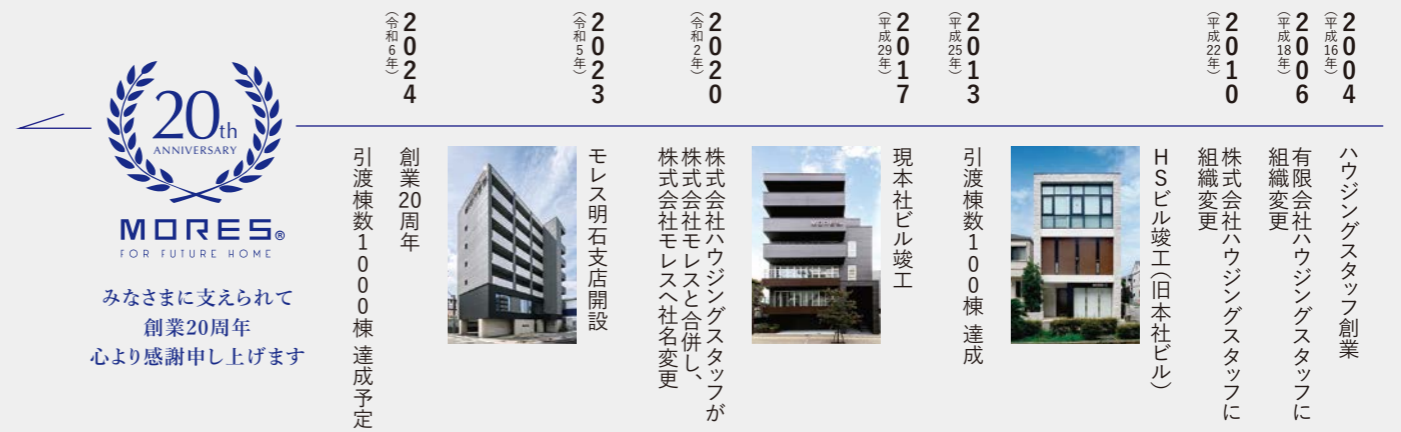 2004
（平成16年）
ハウジングスタッフ創業
2006
（平成18年）
有限会社ハウジングスタッフに
組織変更
2010
（平成22年）
株式会社ハウジングスタッフに
組織変更
HSビル竣工（旧本社ビル）
2013
（平成25年）
引渡棟数100棟 達成
2017
（平成29年）
現本社ビル竣工
2020
（令和2年）
株式会社ハウジングスタッフが
株式会社モレスと合併し、
株式会社モレスへ社名変更
2023
（令和5年）
モレス明石支店開設
2024
（令和6年）
創業20周年
引渡棟数1000棟 達成予定
20th
ANNIVERSARY
MORES®
FOR FUTURE HOME
みなさまに支えられて
創業20周年
心より感謝申し上げます